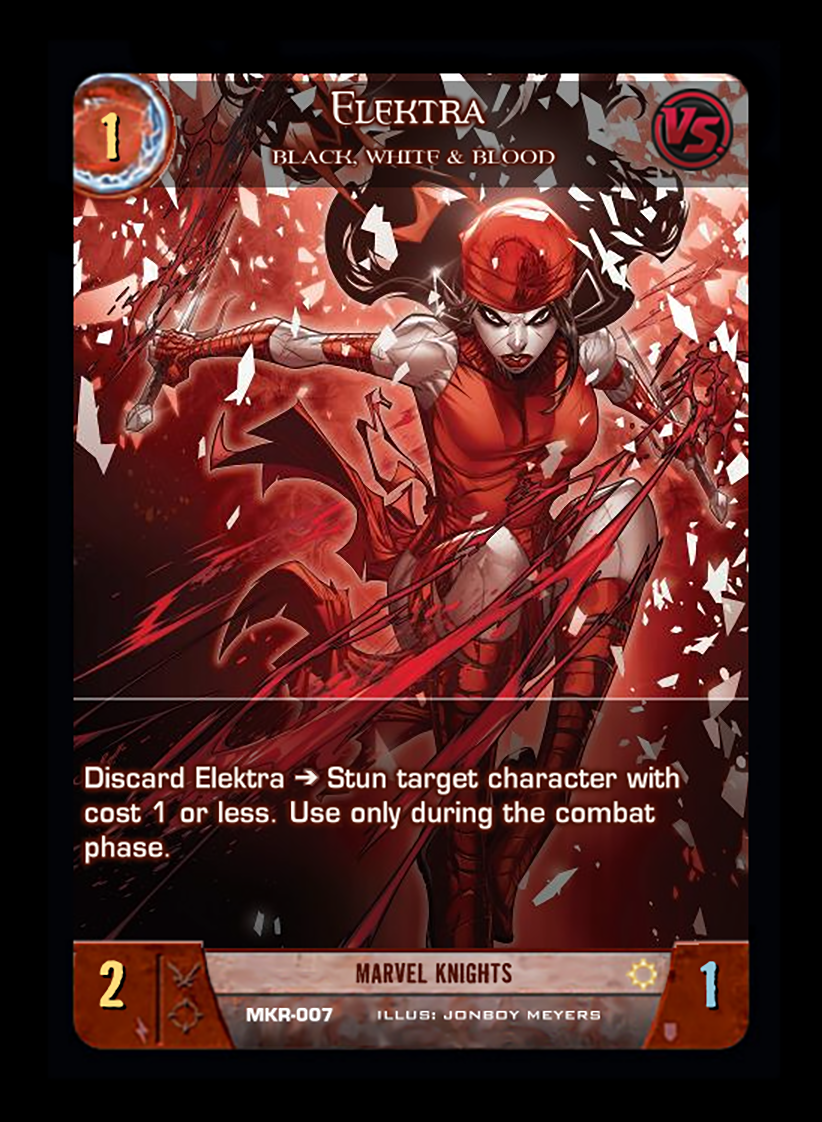 1
ELEKTRA
VS.
BLACK, WHITE & BLOOD
Discard Elektra ➔ Stun target character with
cost 1 or less. Use only during the combat
phase.
2
MARVEL KNIGHTS
1
MKR-007 ILLUS: JONBOY MEYERS